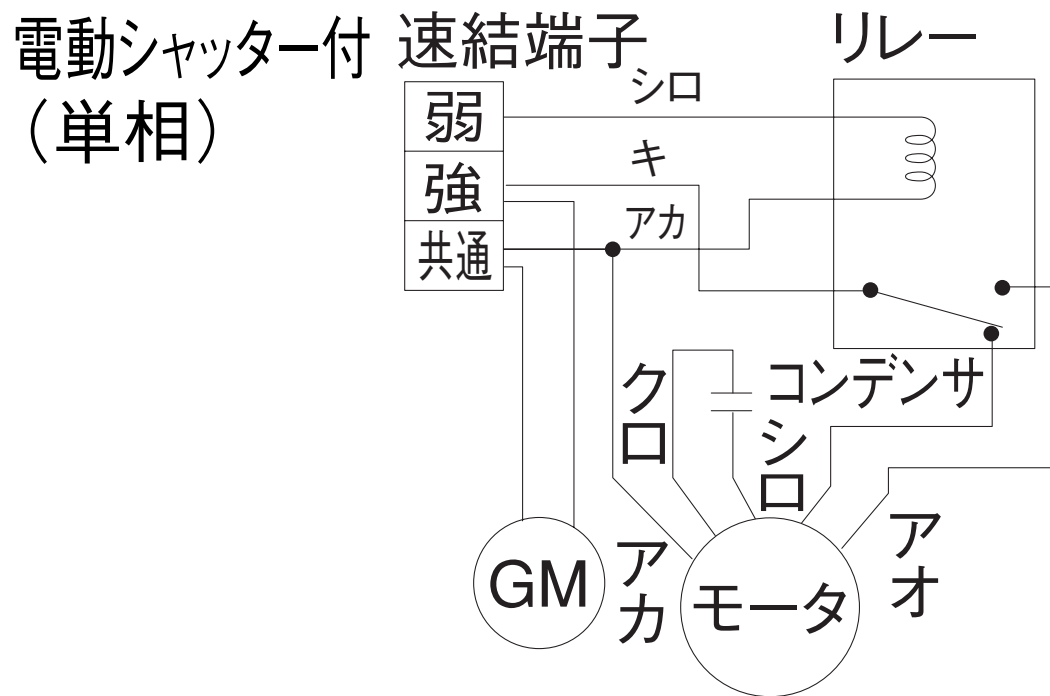 電動シャッター付
（単相）
速結端子
リレー
弱
強
共通
シロ
キ
アカ
クロ
コンデンサ
シロ
アカ
アオ
GM
モータ